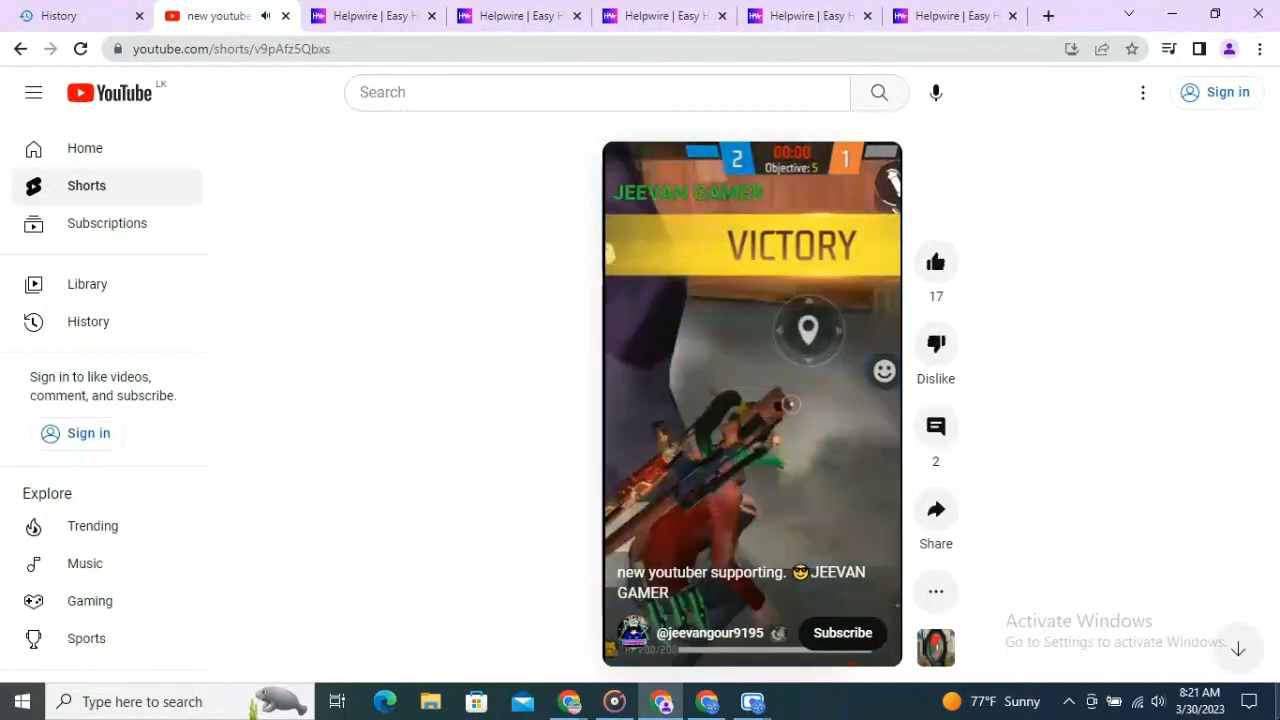 History
new youtube
Helpwire | Easy H
Helpwire | Easy H
Helpwire | Easy H
Helpwire | Easy H
Helpwire | Easy H
youtube.com/shorts/v9pAfz5Qbxs
YouTube LK
Search
Sign in
Home
Shorts
Subscriptions
Library
History
Sign in to like videos,
comment, and subscribe.
Sign in
Explore
Trending
Music
Gaming
Sports
2 00:00 1
Objective: 5
JEEVAN GAMER
VICTORY
new youtuber supporting. 😎JEEVAN
GAMER
@jeevangour9195 Subscribe
HP 200/200
17
Dislike
2
Share
Activate Windows
Go to Settings to activate Windows.
Type here to search
77°F Sunny
8:21 AM
3/30/2023